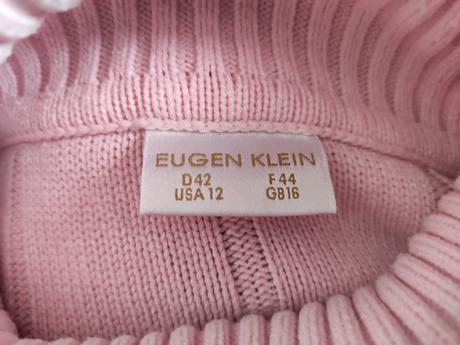 EUGEN KLEIN
D42 F44
USA 12 GB16